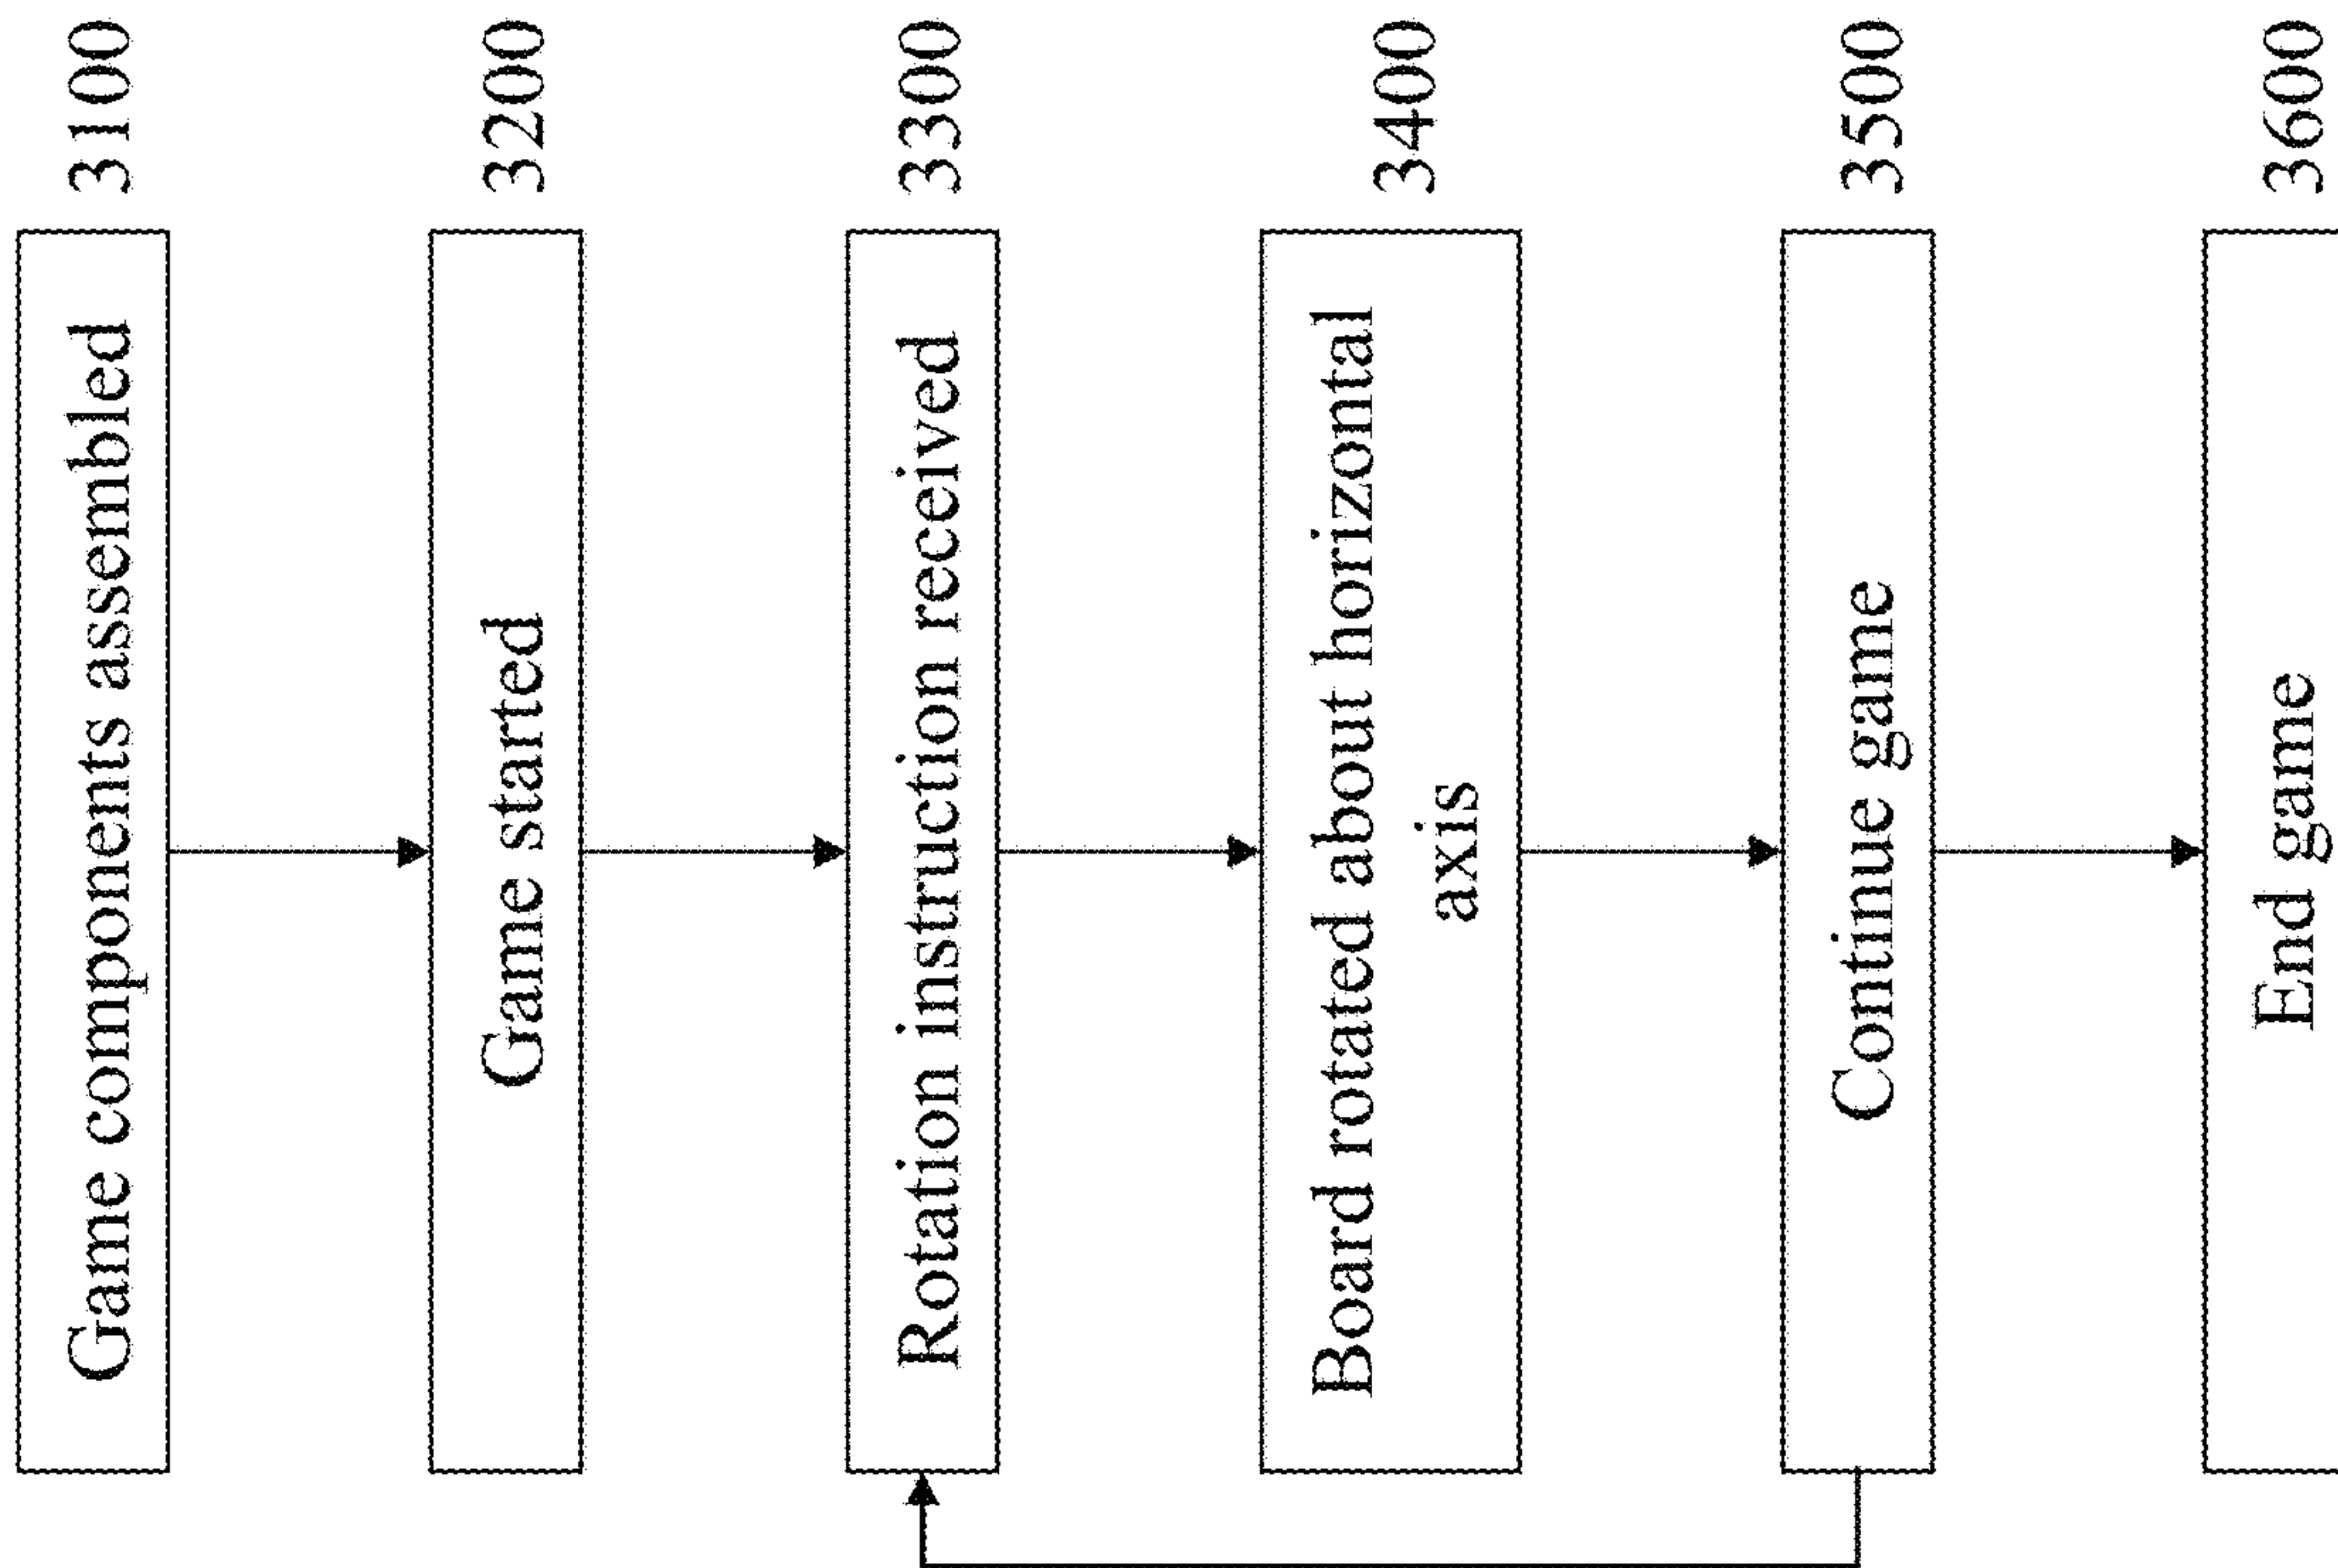 Game components assembled 3100
Game started 3200
Rotation instruction received 3300
Board rotated about horizontal 3400
axis
Continue game 3500
End game 3600